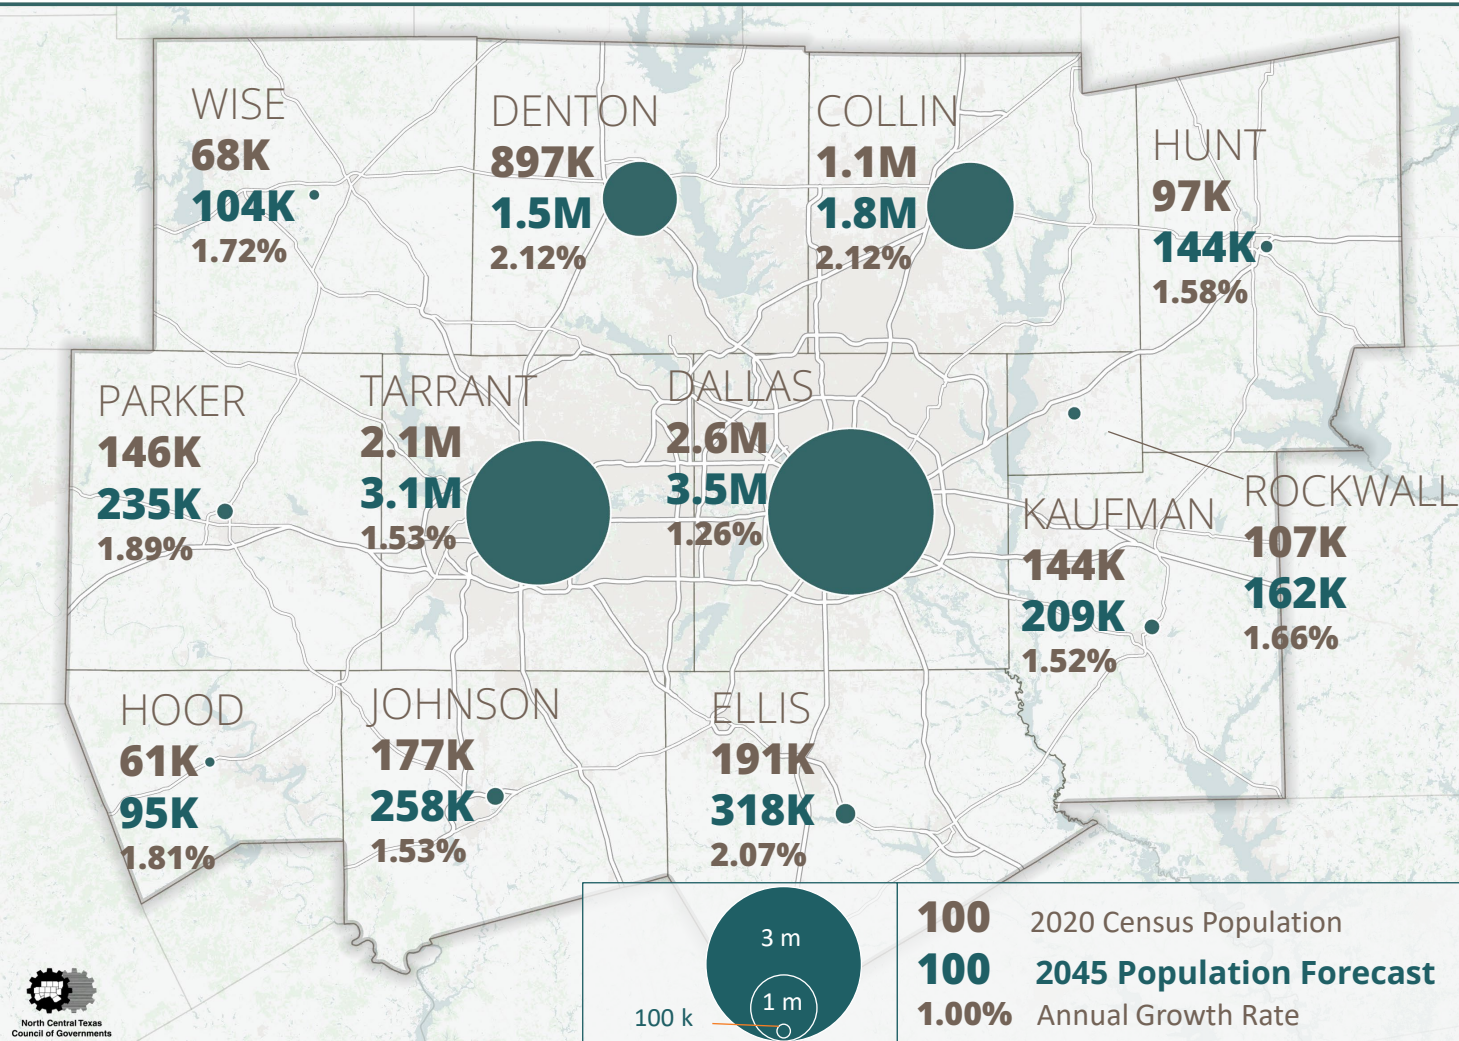 WISE
68K
104K
1.72%
DENTON
897K
1.5M
2.12%
COLLIN
1.1M
1.8M
2.12%
HUNT
97K
144K
1.58%
PARKER
146K
235K
1.89%
TARRANT
2.1M
3.1M
1.53%
DALLAS
2.6M
3.5M
1.26%
KAUFMAN
144K
209K
1.52%
ROCKWALL
107K
162K
1.66%
HOOD
61K
95K
1.81%
JOHNSON
177K
258K
1.53%
ELLIS
191K
318K
2.07%
3 m
1 m
100 k
100 2020 Census Population
100 2045 Population Forecast
1.00% Annual Growth Rate
North Central Texas
Council of Governments